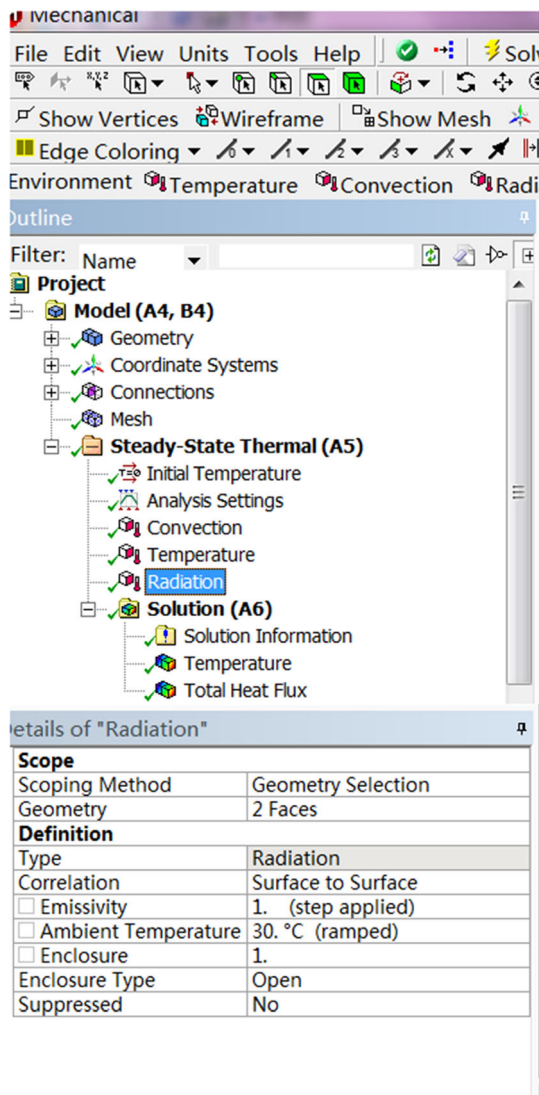 Mechanical
File Edit View Units Tools Help
Show Vertices Wireframe Show Mesh
Edge Coloring
Environment Temperature Convection
Outline
Filter: Name
Project
Model (A4, B4)
Geometry
Coordinate Systems
Connections
Mesh
Steady-State Thermal (A5)
Initial Temperature
Analysis Settings
Convection
Temperature
Radiation
Solution (A6)
Solution Information
Temperature
Total Heat Flux
etails of "Radiation"
Scope
Scoping Method Geometry Selection
Geometry 2 Faces
Definition
Type Radiation
Correlation Surface to Surface
Emissivity 1. (step applied)
Ambient Temperature 30. °C (ramped)
Enclosure 1.
Enclosure Type Open
Suppressed No